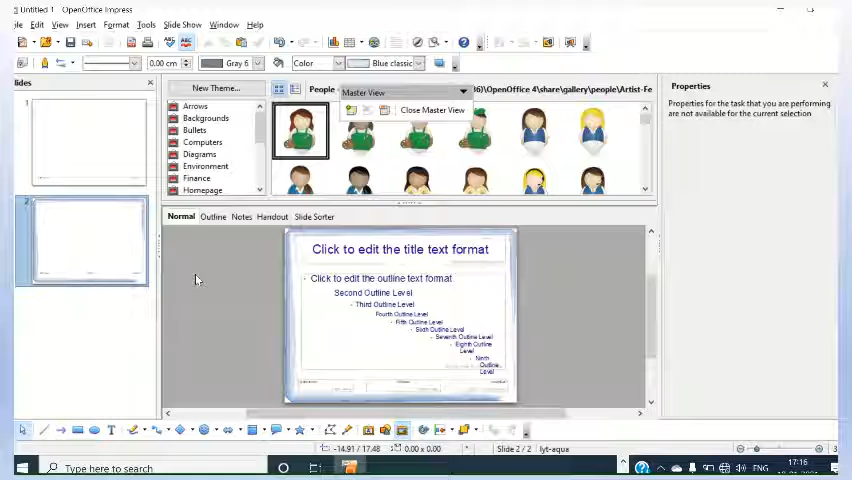 Untitled 1 - OpenOffice Impress
ile Edit View Insert Format Tools Slide Show Window Help
0.00 cm Gray 6 Color Blue classic
lides
New Theme...
People - 36)\OpenOffice 4\share\gallery\people\Artist-Fe
Master View
Close Master View
Properties
Properties for the task that you are performing
are not available for the current selection
Arrows
Backgrounds
Bullets
Computers
Diagrams
Environment
Finance
Homepage
1
2
Normal Outline Notes Handout Slide Sorter
Click to edit the title text format
Click to edit the outline text format
Second Outline Level
Third Outline Level
Fourth Outline Level
Fifth Outline Level
Sixth Outline Level
Seventh Outline Level
Eighth Outline
Level
Ninth
Outline
Level
-14.91 / 17.48 0.00 x 0.00 Slide 2 / 2 lyt-aqua
Type here to search
ENG
17:16